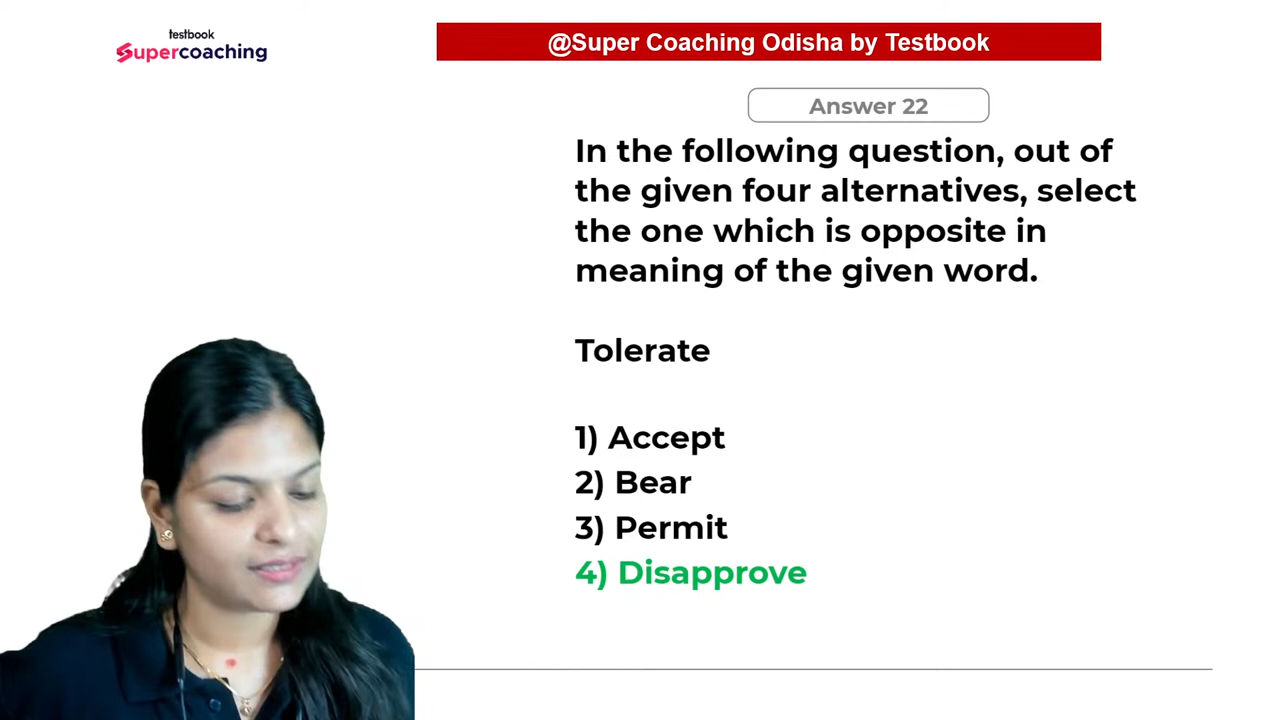 testbook
Supercoaching
@Super Coaching Odisha by Testbook
Answer 22
In the following question, out of
the given four alternatives, select
the one which is opposite in
meaning of the given word.
Tolerate
1) Accept
2) Bear
3) Permit
4) Disapprove